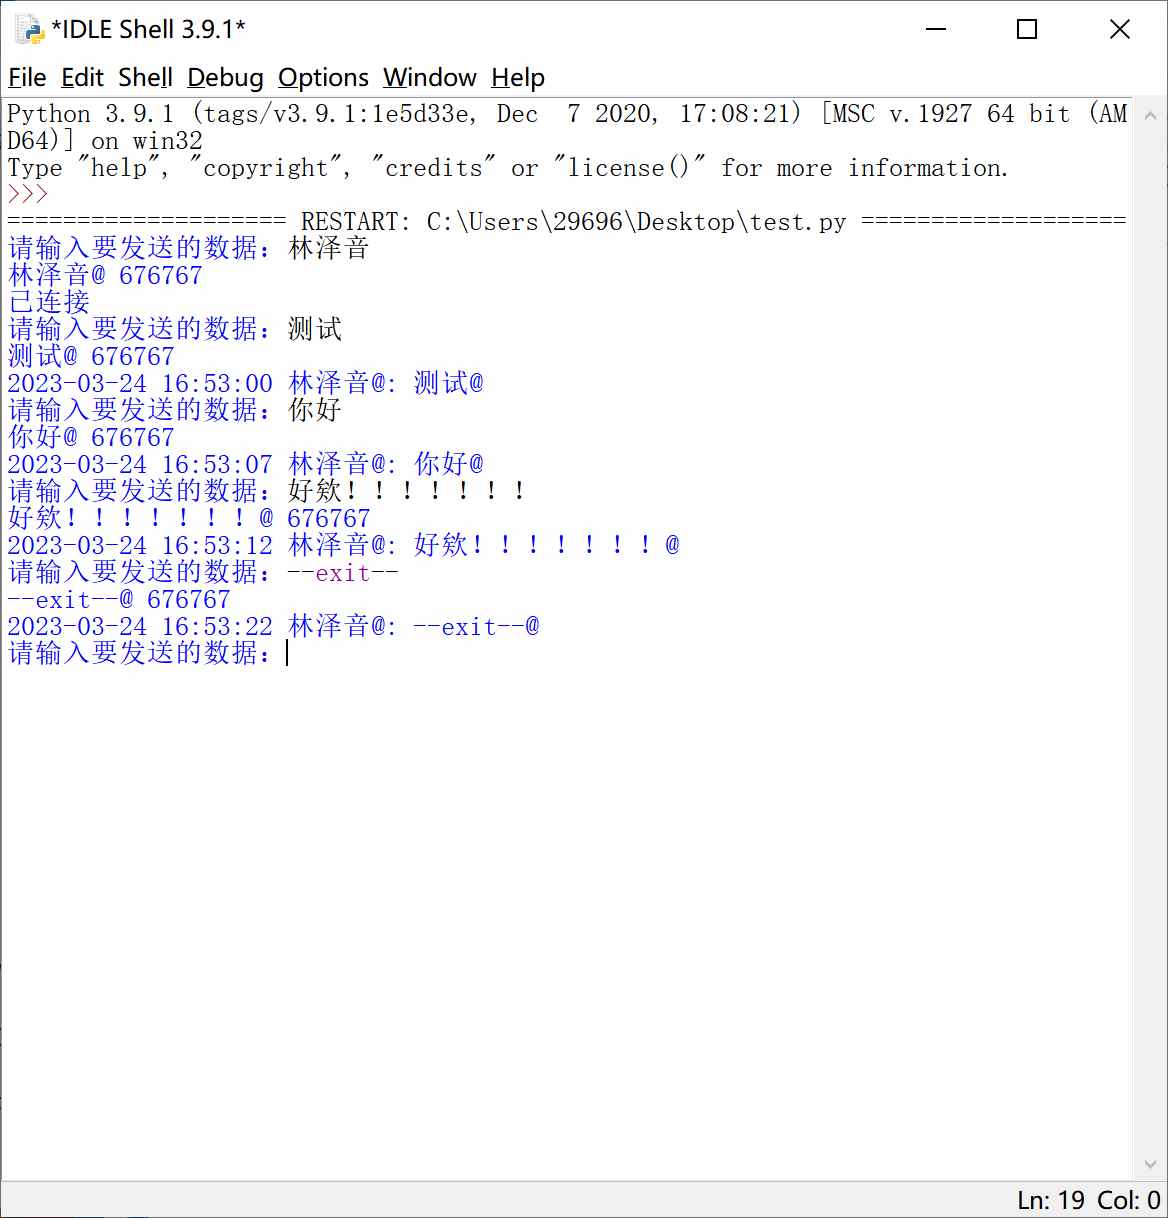 *IDLE Shell 3.9.1*
File Edit Shell Debug Options Window Help
Python 3.9.1 (tags/v3.9.1:1e5d33e, Dec  7 2020, 17:08:21) [MSC v.1927 64 bit (AM
D64)] on win32
Type "help", "copyright", "credits" or "license()" for more information.
>>>
==================== RESTART: C:\Users\29696\Desktop\test.py ===================
请输入要发送的数据：林泽音
林泽音@ 676767
已连接
请输入要发送的数据：测试
测试@ 676767
2023-03-24 16:53:00 林泽音@: 测试@
请输入要发送的数据：你好
你好@ 676767
2023-03-24 16:53:07 林泽音@: 你好@
请输入要发送的数据：好欸！！！！！！！
好欸！！！！！！！@ 676767
2023-03-24 16:53:12 林泽音@: 好欸！！！！！！！@
请输入要发送的数据：--exit--
--exit--@ 676767
2023-03-24 16:53:22 林泽音@: --exit--@
请输入要发送的数据：
Ln: 19 Col: 0